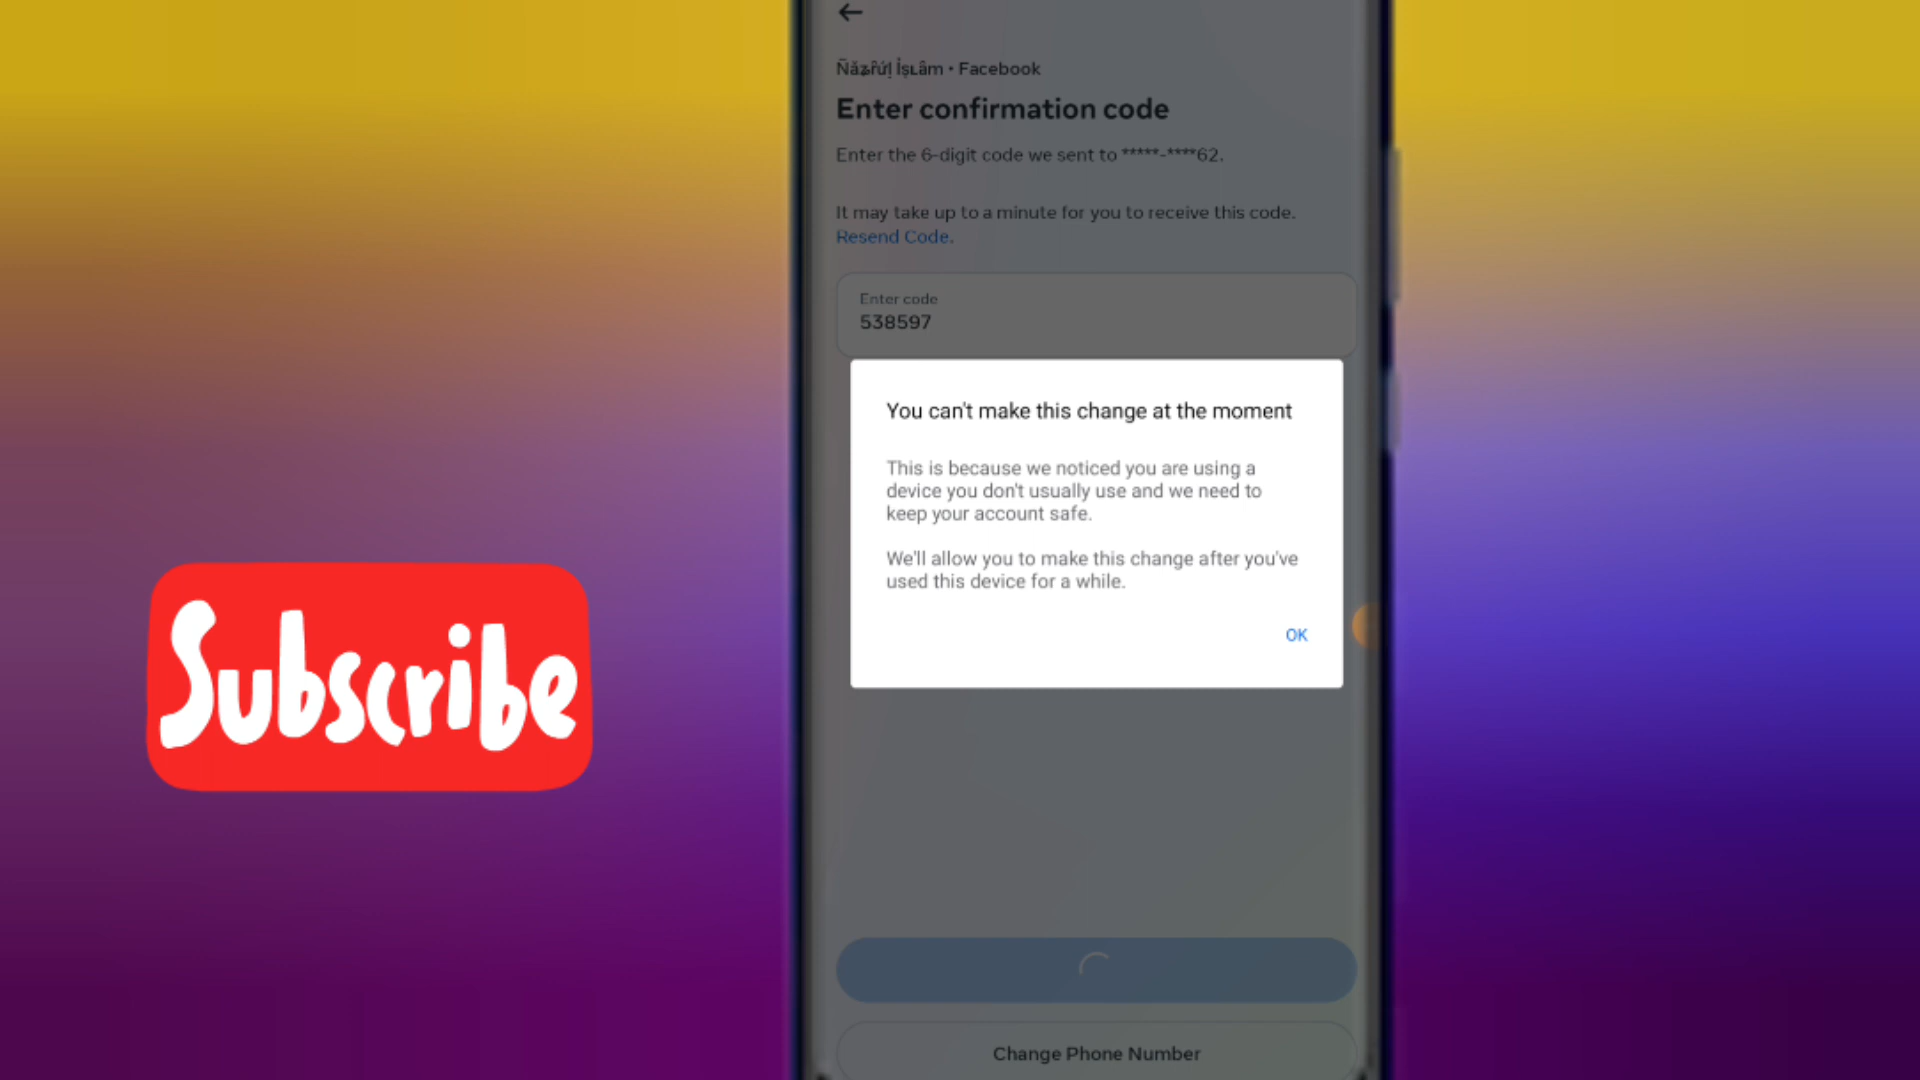 Ñăʑȓúḷ İşʟâm • Facebook
Enter confirmation code
Enter the 6-digit code we sent to *****-****62.
It may take up to a minute for you to receive this code.
Resend Code.
Enter code
538597
You can't make this change at the moment
This is because we noticed you are using a
device you don't usually use and we need to
keep your account safe.
We'll allow you to make this change after you've
used this device for a while.
OK
Subscribe
Change Phone Number